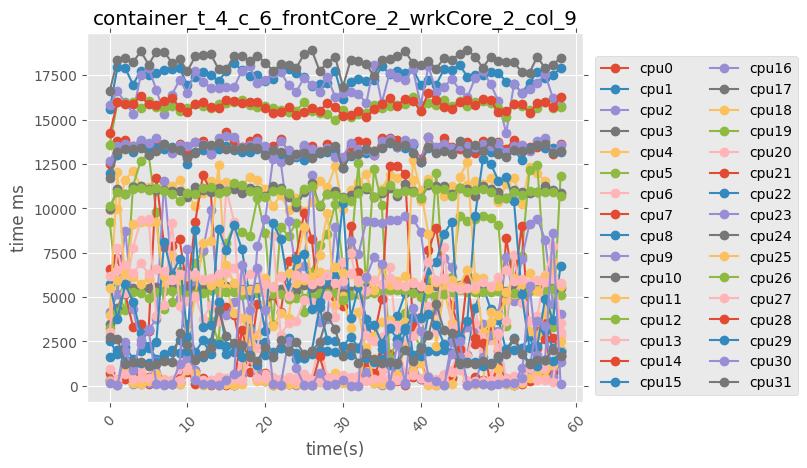 container_t_4_c_6_frontCore_2_wrkCore_2_col_9
time ms
17500
15000
12500
10000
7500
5000
2500
0
0
10
20
30
40
50
60
time(s)
cpu0
cpu1
cpu2
cpu3
cpu4
cpu5
cpu6
cpu7
cpu8
cpu9
cpu10
cpu11
cpu12
cpu13
cpu14
cpu15
cpu16
cpu17
cpu18
cpu19
cpu20
cpu21
cpu22
cpu23
cpu24
cpu25
cpu26
cpu27
cpu28
cpu29
cpu30
cpu31